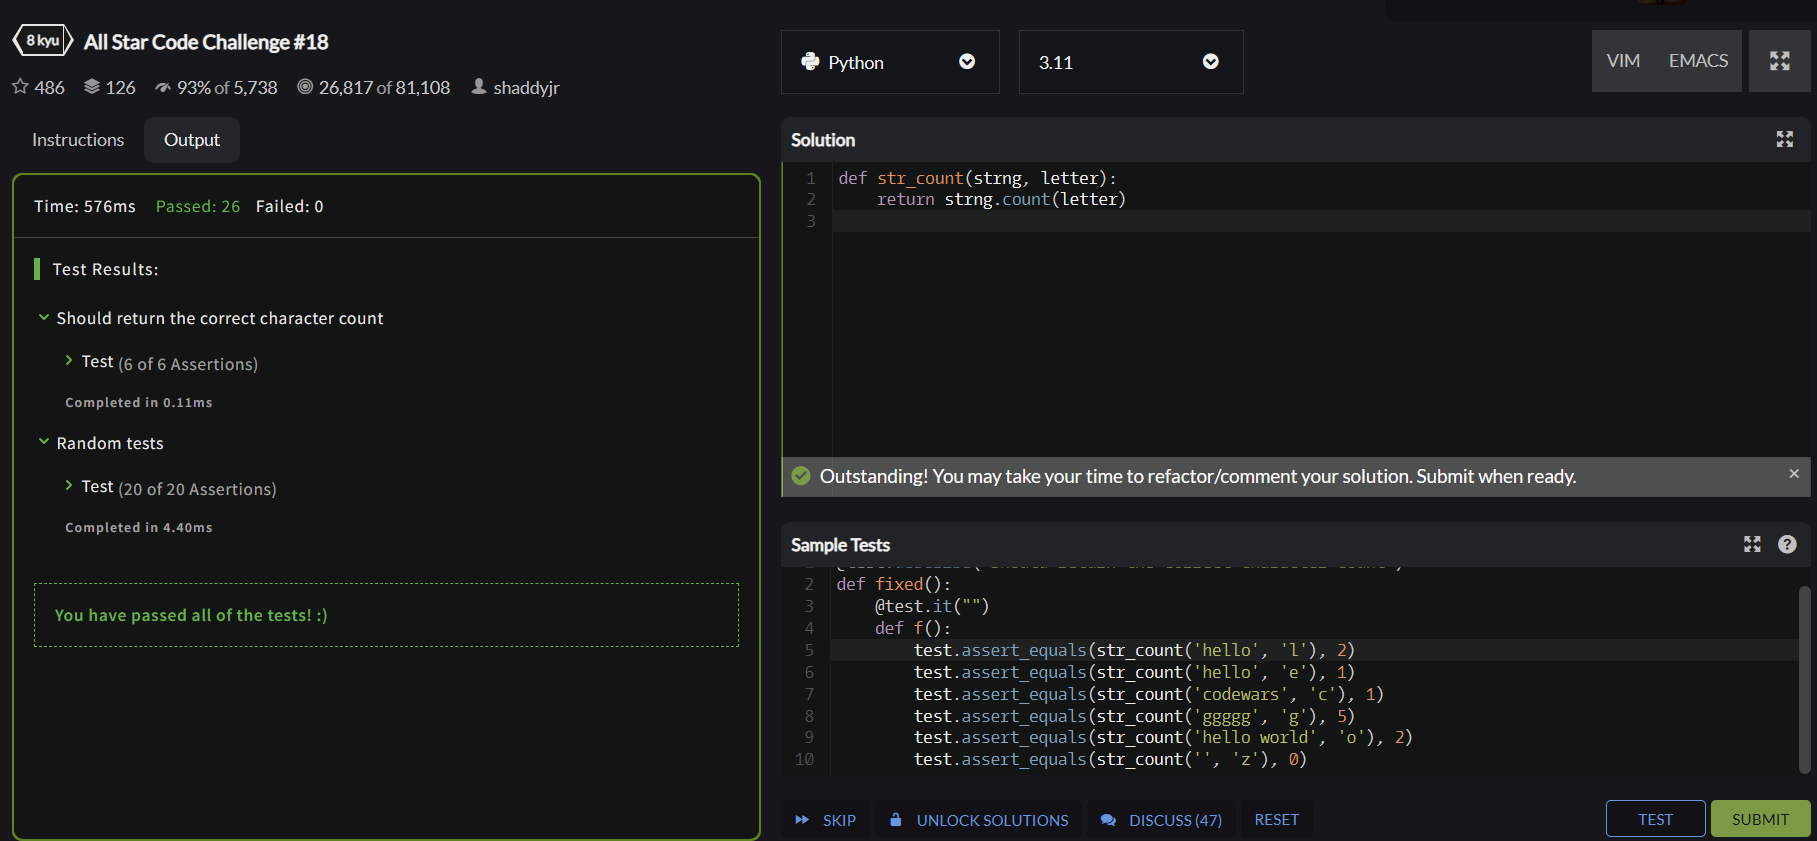 8 kyu
All Star Code Challenge #18
486 126 93% of 5,738 26,817 of 81,108 shaddyjr
Instructions Output
Time: 576ms Passed: 26 Failed: 0
Test Results:
Should return the correct character count
Test (6 of 6 Assertions)
Completed in 0.11ms
Random tests
Test (20 of 20 Assertions)
Completed in 4.40ms
You have passed all of the tests! :)
Python 3.11 VIM EMACS
Solution
1 def str_count(strng, letter):
2 return strng.count(letter)
3
Outstanding! You may take your time to refactor/comment your solution. Submit when ready. ×
Sample Tests ?
2 def fixed():
3 @test.it("")
4 def f():
5 test.assert_equals(str_count('hello', 'l'), 2)
6 test.assert_equals(str_count('hello', 'e'), 1)
7 test.assert_equals(str_count('codewars', 'c'), 1)
8 test.assert_equals(str_count('ggggg', 'g'), 5)
9 test.assert_equals(str_count('hello world', 'o'), 2)
10 test.assert_equals(str_count('', 'z'), 0)
SKIP UNLOCK SOLUTIONS DISCUSS (47) RESET TEST SUBMIT